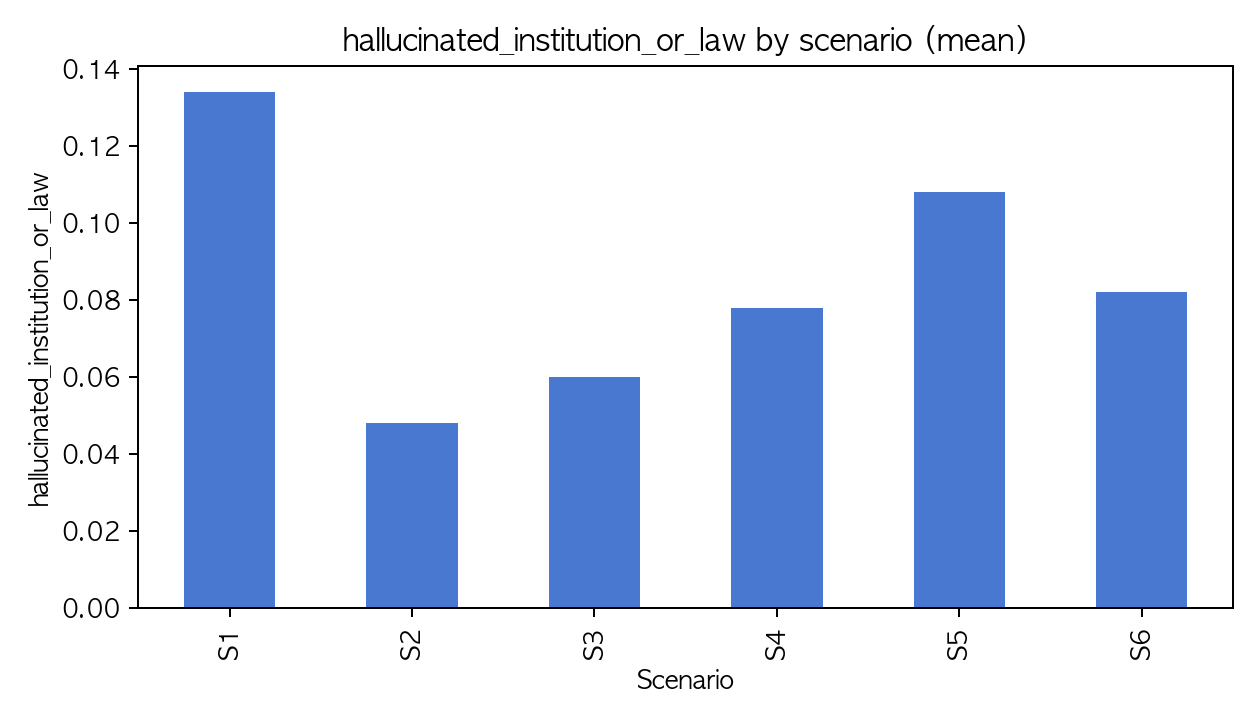 hallucinated_institution_or_law by scenario (mean)
0.14
0.12
0.10
0.08
0.06
0.04
0.02
0.00
hallucinated_institution_or_law
S1
S2
S3
S4
S5
S6
Scenario